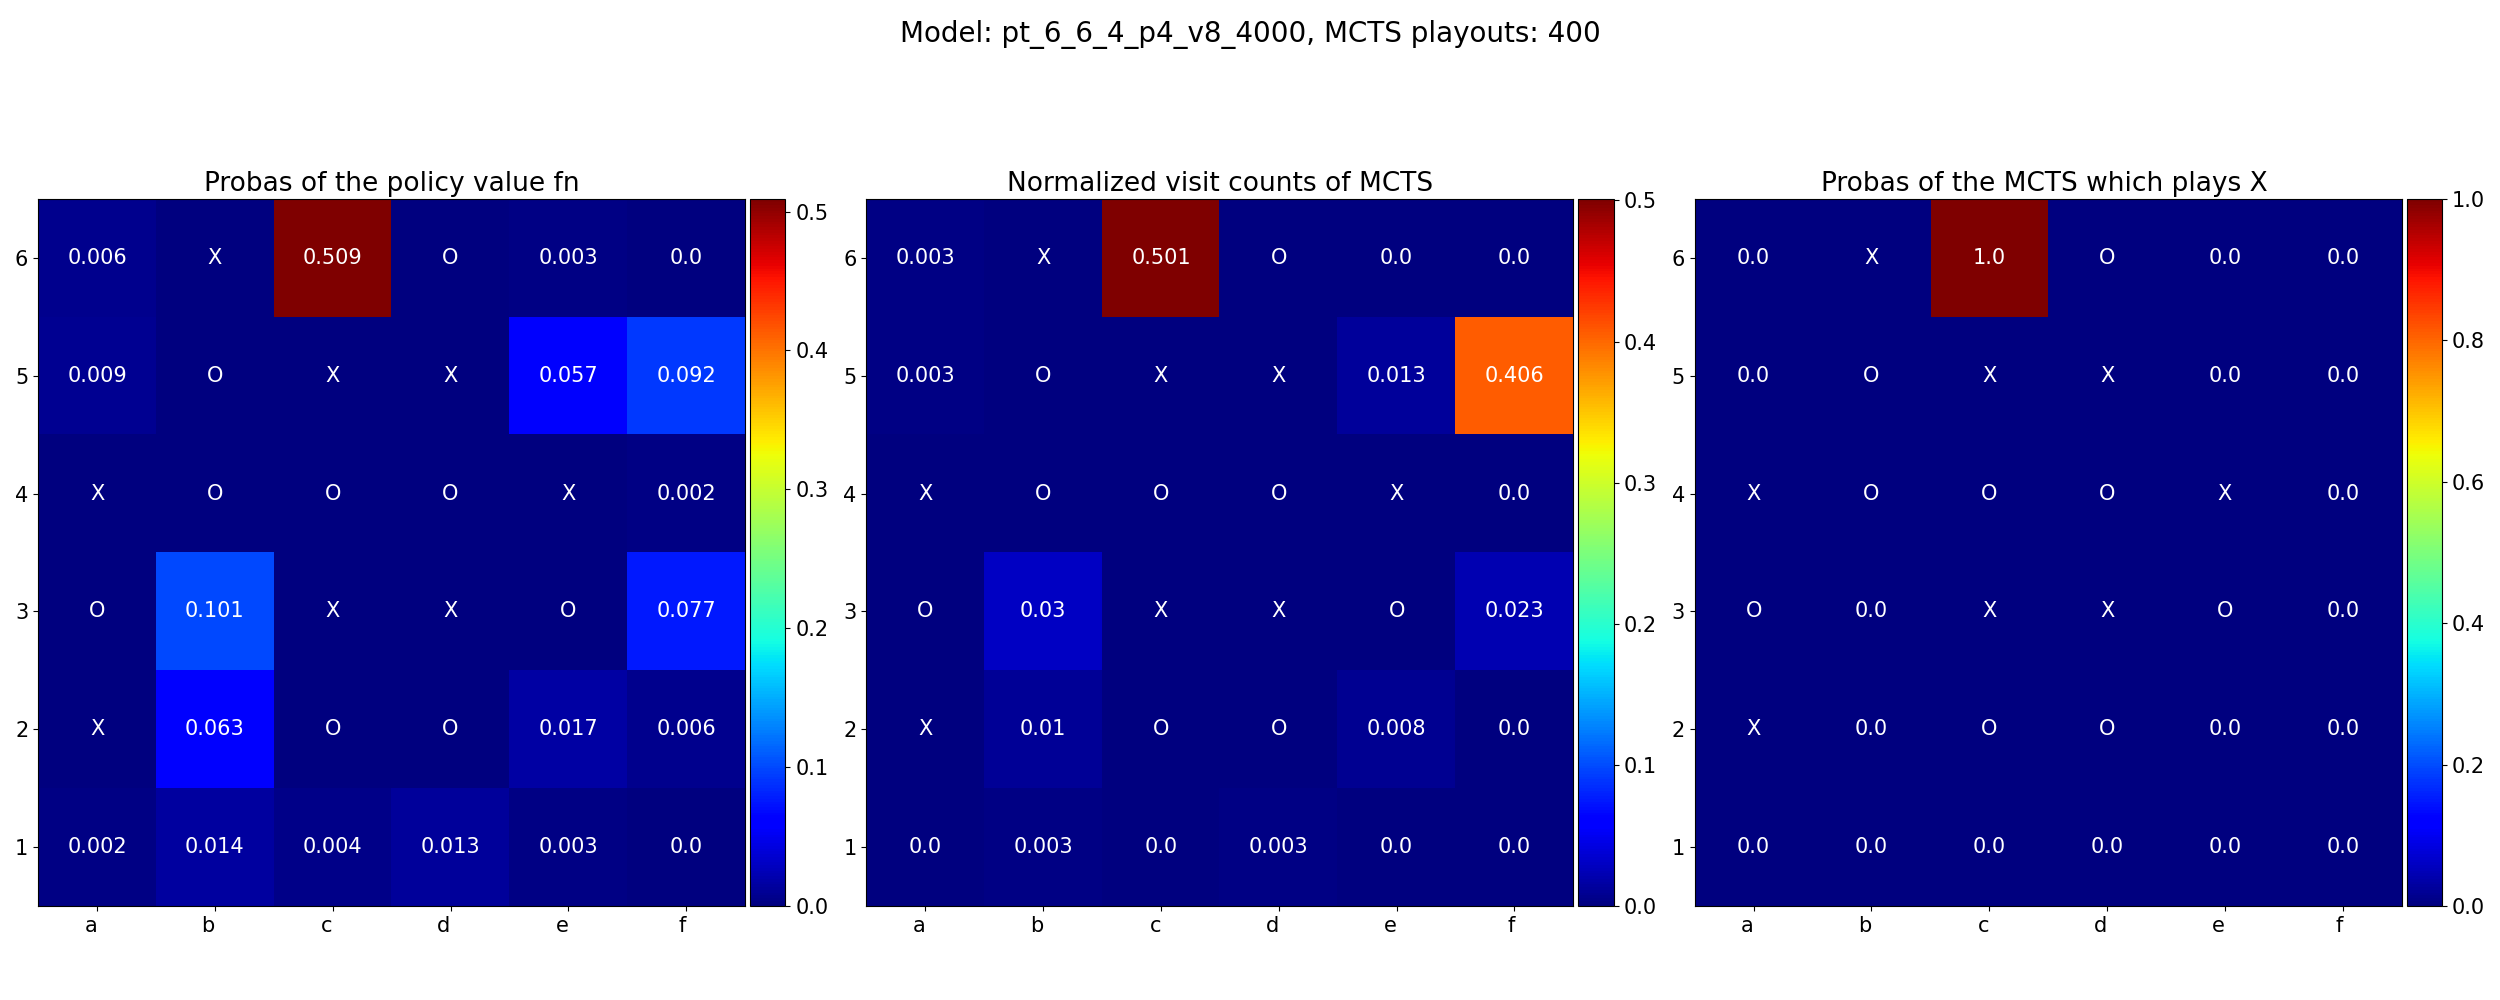 Model: pt_6_6_4_p4_v8_4000, MCTS playouts: 400
Probas of the policy value fn
6 0.006 X 0.509 O 0.003 0.0
5 0.009 O X X 0.057 0.092
4 X O O O X 0.002
3 O 0.101 X X O 0.077
2 X 0.063 O O 0.017 0.006
1 0.002 0.014 0.004 0.013 0.003 0.0
a b c d e f
0.5
0.4
0.3
0.2
0.1
0.0
Normalized visit counts of MCTS
6 0.003 X 0.501 O 0.0 0.0
5 0.003 O X X 0.013 0.406
4 X O O O X 0.0
3 O 0.03 X X O 0.023
2 X 0.01 O O 0.008 0.0
1 0.0 0.003 0.0 0.003 0.0 0.0
a b c d e f
0.5
0.4
0.3
0.2
0.1
0.0
Probas of the MCTS which plays X
6 0.0 X 1.0 O 0.0 0.0
5 0.0 O X X 0.0 0.0
4 X O O O X 0.0
3 O 0.0 X X O 0.0
2 X 0.0 O O 0.0 0.0
1 0.0 0.0 0.0 0.0 0.0 0.0
a b c d e f
1.0
0.8
0.6
0.4
0.2
0.0